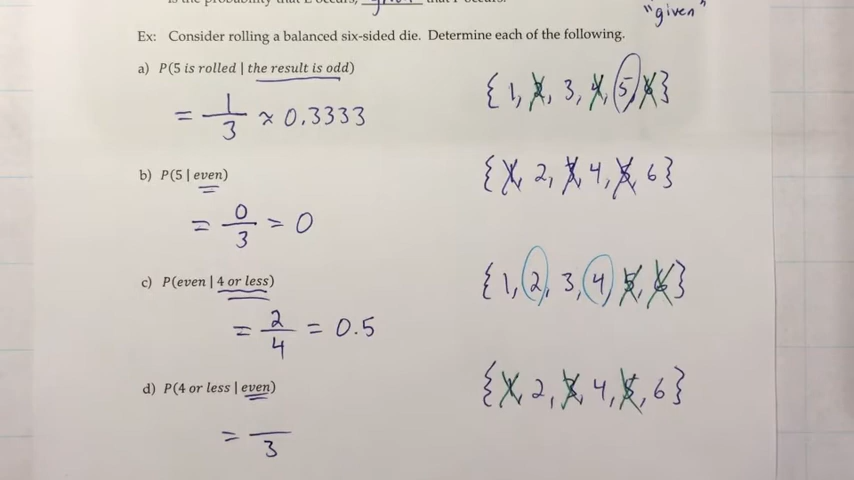 "given"
Ex: Consider rolling a balanced six-sided die. Determine each of the following.
a) P(5 is rolled | the result is odd)
{1, 2, 3, 4, 5, 6}
= 1/3 ≈ 0.3333
b) P(5 | even)
{1, 2, 3, 4, 5, 6}
= 0/3 = 0
c) P(even | 4 or less)
{1, 2, 3, 4, 5, 6}
= 2/4 = 0.5
d) P(4 or less | even)
{1, 2, 3, 4, 5, 6}
= /3